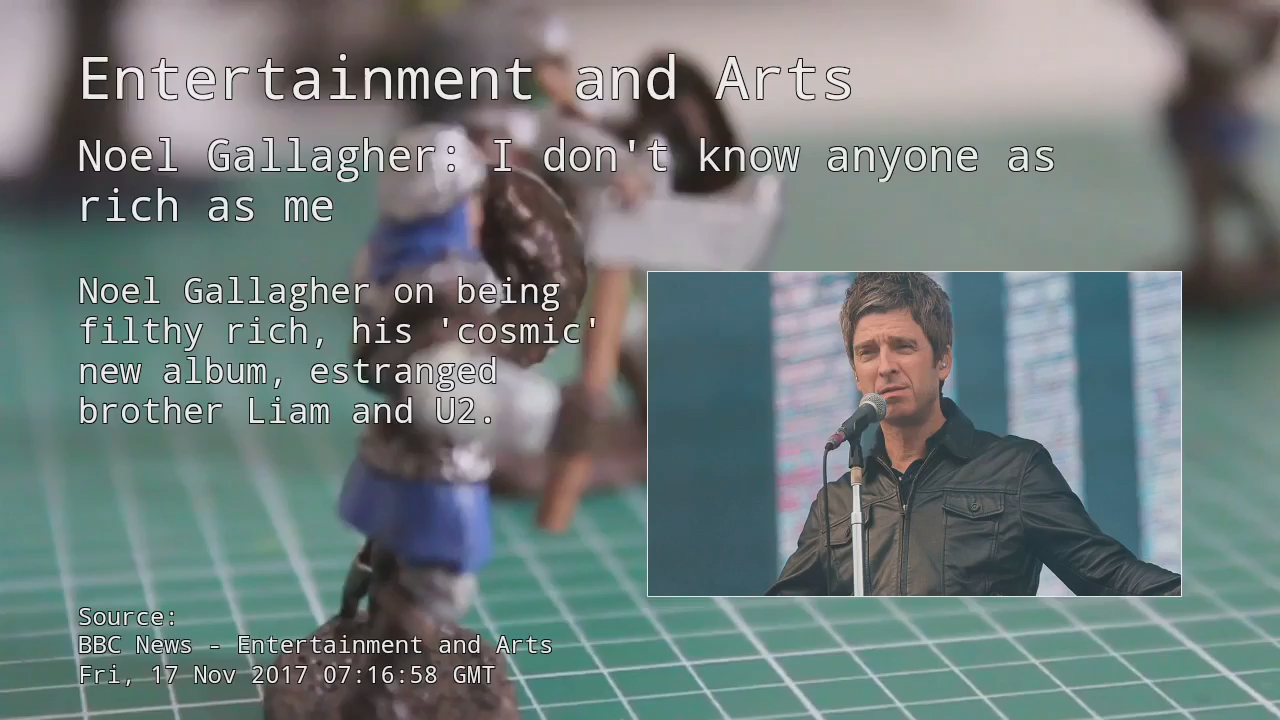 Entertainment and Arts
Noel Gallagher: I don't know anyone as
rich as me
Noel Gallagher on being
filthy rich, his 'cosmic'
new album, estranged
brother Liam and U2.
Source:
BBC News - Entertainment and Arts
Fri, 17 Nov 2017 07:16:58 GMT